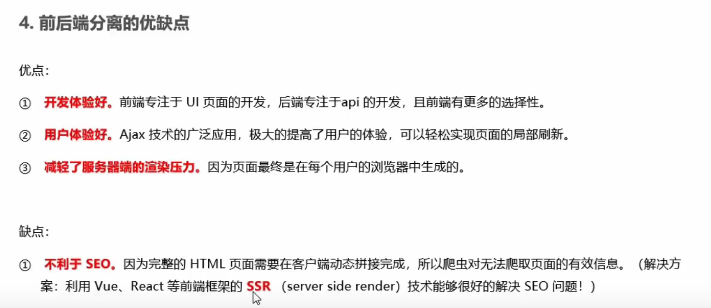 4. 前后端分离的优缺点
优点：
① 开发体验好。前端专注于 UI 页面的开发，后端专注于api 的开发，且前端有更多的选择性。
② 用户体验好。Ajax 技术的广泛应用，极大的提高了用户的体验，可以轻松实现页面的局部刷新。
③ 减轻了服务器端的渲染压力。因为页面最终是在每个用户的浏览器中生成的。
缺点：
① 不利于 SEO。因为完整的 HTML 页面需要在客户端动态拼接完成，所以爬虫对无法爬取页面的有效信息。（解决方
案：利用 Vue、React 等前端框架的 SSR （server side render）技术能够很好的解决 SEO 问题！）